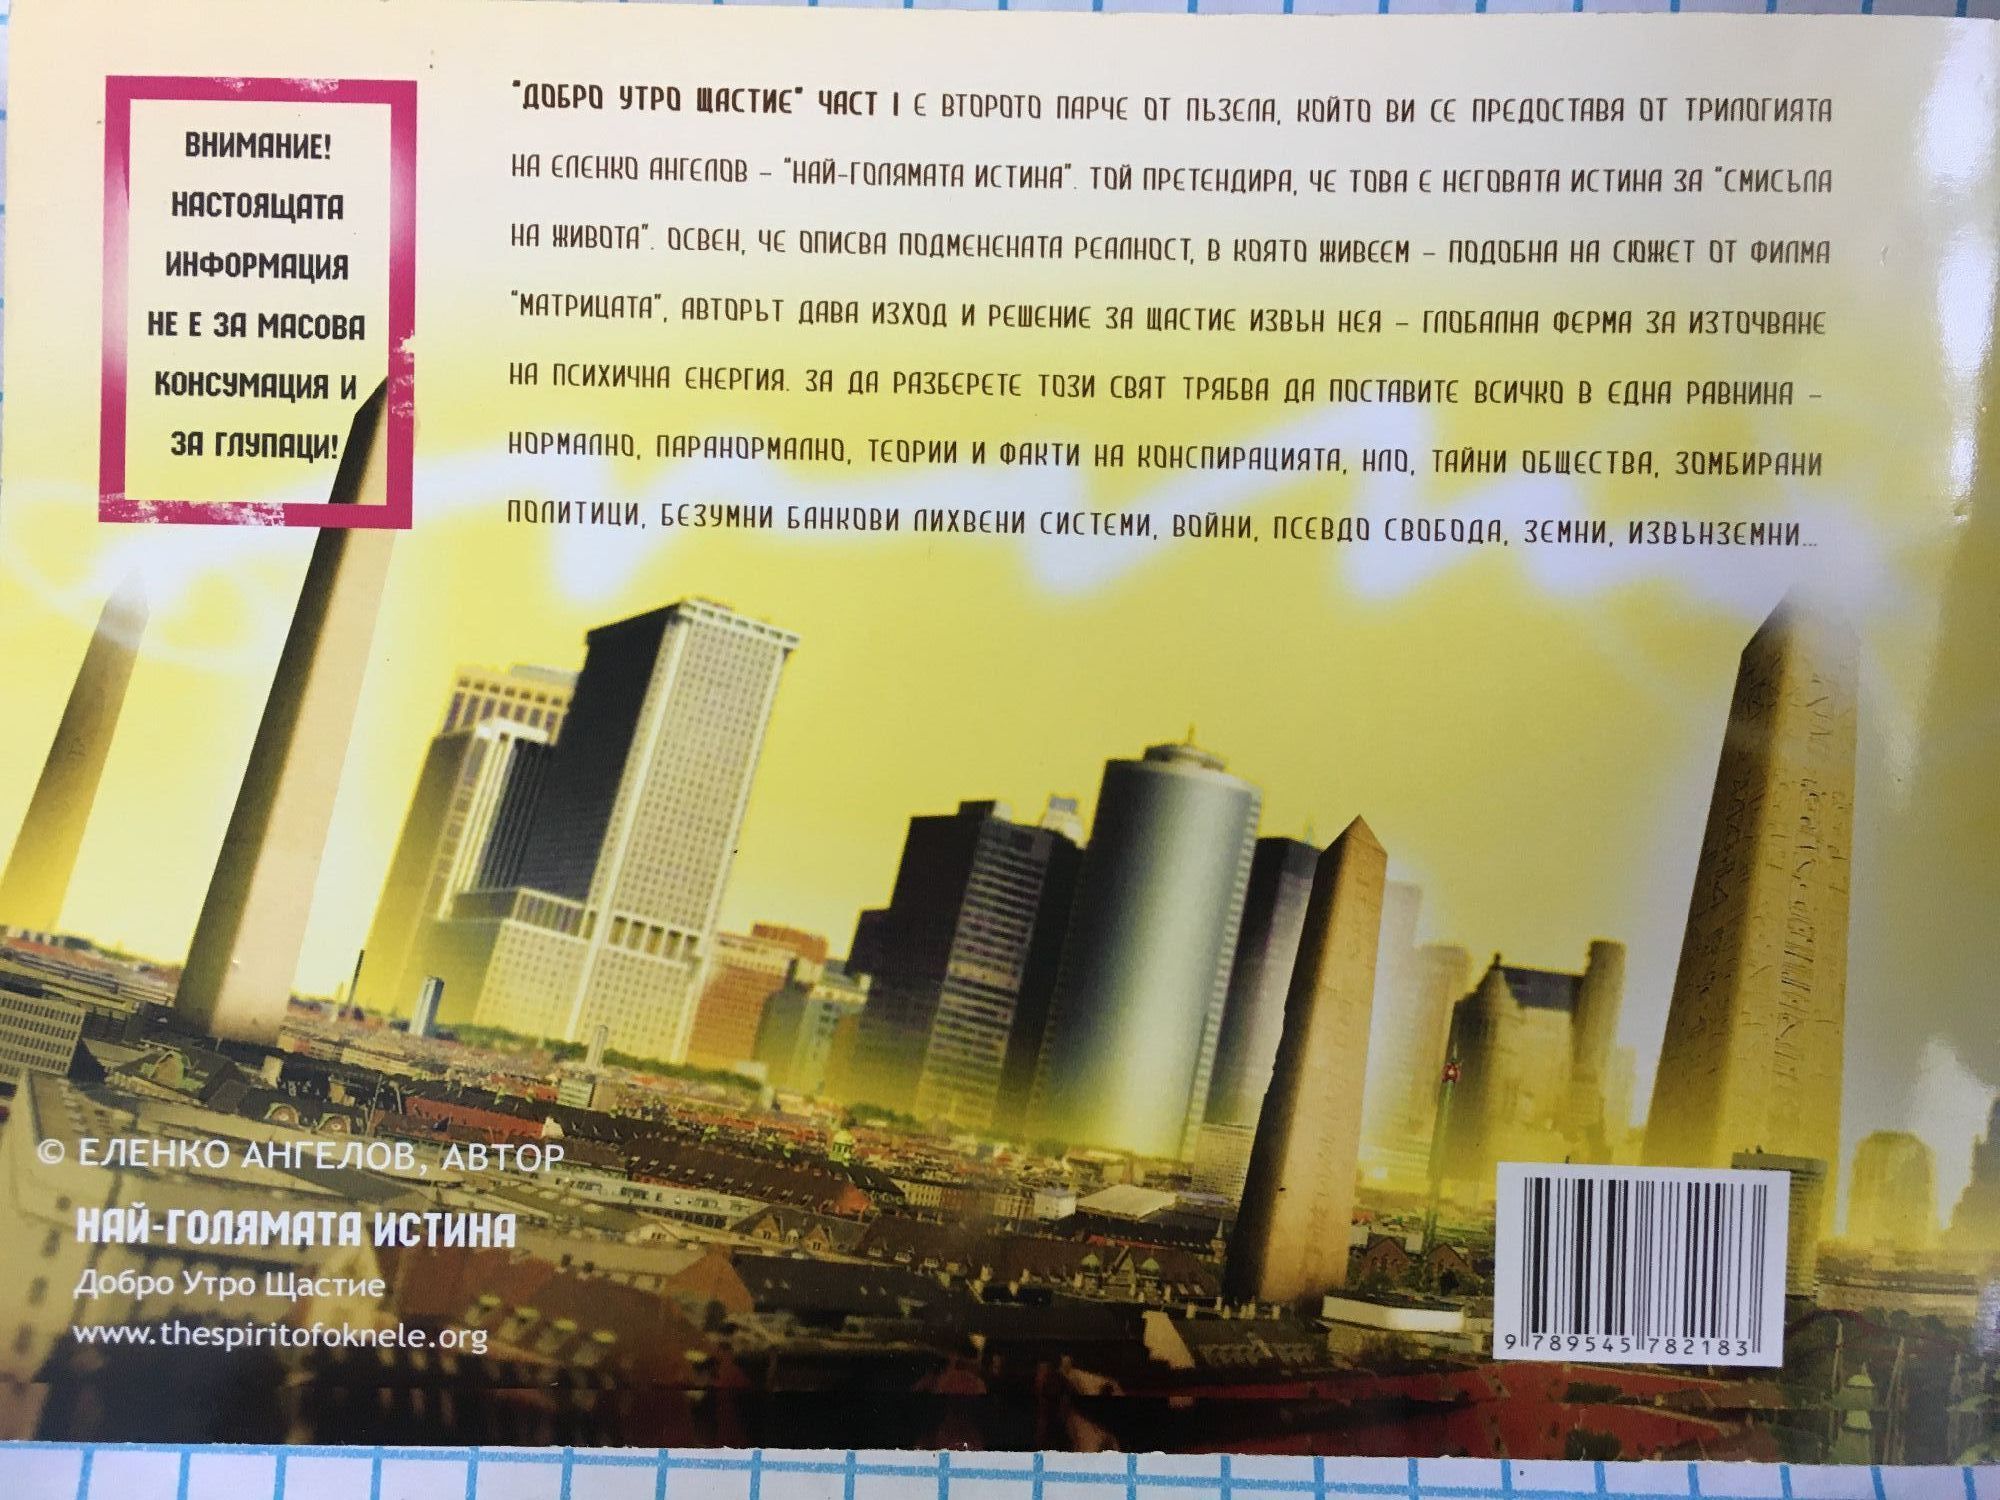 ВНИМАНИЕ!
НАСТОЯЩАТА
ИНФОРМАЦИЯ
НЕ Е ЗА МАСОВА
КОНСУМАЦИЯ И
ЗА ГЛУПАЦИ!
"ДОБРО УТРО ЩАСТИЕ" ЧАСТ I Е ВТОРОТО ПАРЧЕ ОТ ПЪЗЕЛА, КОЙТО ВИ СЕ ПРЕДОСТАВЯ ОТ ТРИЛОГИЯТА
НА ЕЛЕНКО АНГЕЛОВ – "НАЙ-ГОЛЯМАТА ИСТИНА". ТОЙ ПРЕТЕНДИРА, ЧЕ ТОВА Е НЕГОВАТА ИСТИНА ЗА "СМИСЪЛА
НА ЖИВОТА". ОСВЕН, ЧЕ ОПИСВА ПОДМЕНЕНАТА РЕАЛНОСТ, В КОЯТО ЖИВЕЕМ – ПОДОБНА НА СЮЖЕТ ОТ ФИЛМА
"МАТРИЦАТА", АВТОРЪТ ДАВА ИЗХОД И РЕШЕНИЕ ЗА ЩАСТИЕ ИЗВЪН НЕЯ – ГЛОБАЛНА ФЕРМА ЗА ИЗТОЧВАНЕ
НА ПСИХИЧНА ЕНЕРГИЯ. ЗА ДА РАЗБЕРЕТЕ ТОЗИ СВЯТ ТРЯБВА ДА ПОСТАВИТЕ ВСИЧКО В ЕДНА РАВНИНА –
НОРМАЛНО, ПАРАНОРМАЛНО, ТЕОРИИ И ФАКТИ НА КОНСПИРАЦИЯТА, НЛО, ТАЙНИ ОБЩЕСТВА, ЗОМБИРАНИ
ПОЛИТИЦИ, БЕЗУМНИ БАНКОВИ ЛИХВЕНИ СИСТЕМИ, ВОЙНИ, ПСЕВДО СВОБОДА, ЗЕМНИ, ИЗВЪНЗЕМНИ...
© ЕЛЕНКО АНГЕЛОВ, АВТОР
НАЙ-ГОЛЯМАТА ИСТИНА
Добро Утро Щастие
www.thespiritofoknele.org
9 789545 782183